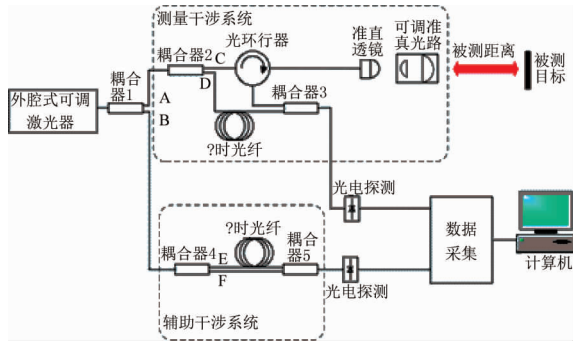 测量干涉系统
耦合器2
C
光环行器
准直
透镜
可调准
真光路
被测距离
被测
目标
D
耦合
器1
外腔式可调
激光器
A
B
耦合器3
?时光纤
光电探测
数据
采集
计算机
?时光纤
耦合器4
E
F
耦合
器5
光电探测
辅助干涉系统